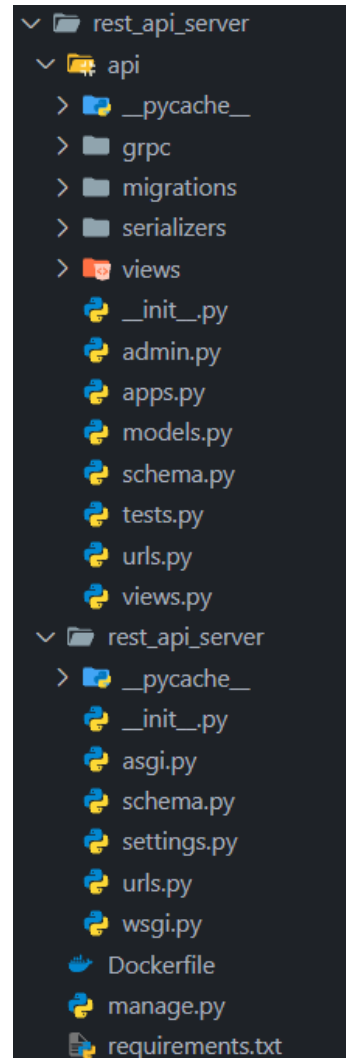 rest_api_server
api
__pycache__
grpc
migrations
serializers
views
__init__.py
admin.py
apps.py
models.py
schema.py
tests.py
urls.py
views.py
rest_api_server
__pycache__
__init__.py
asgi.py
schema.py
settings.py
urls.py
wsgi.py
Dockerfile
manage.py
requirements.txt